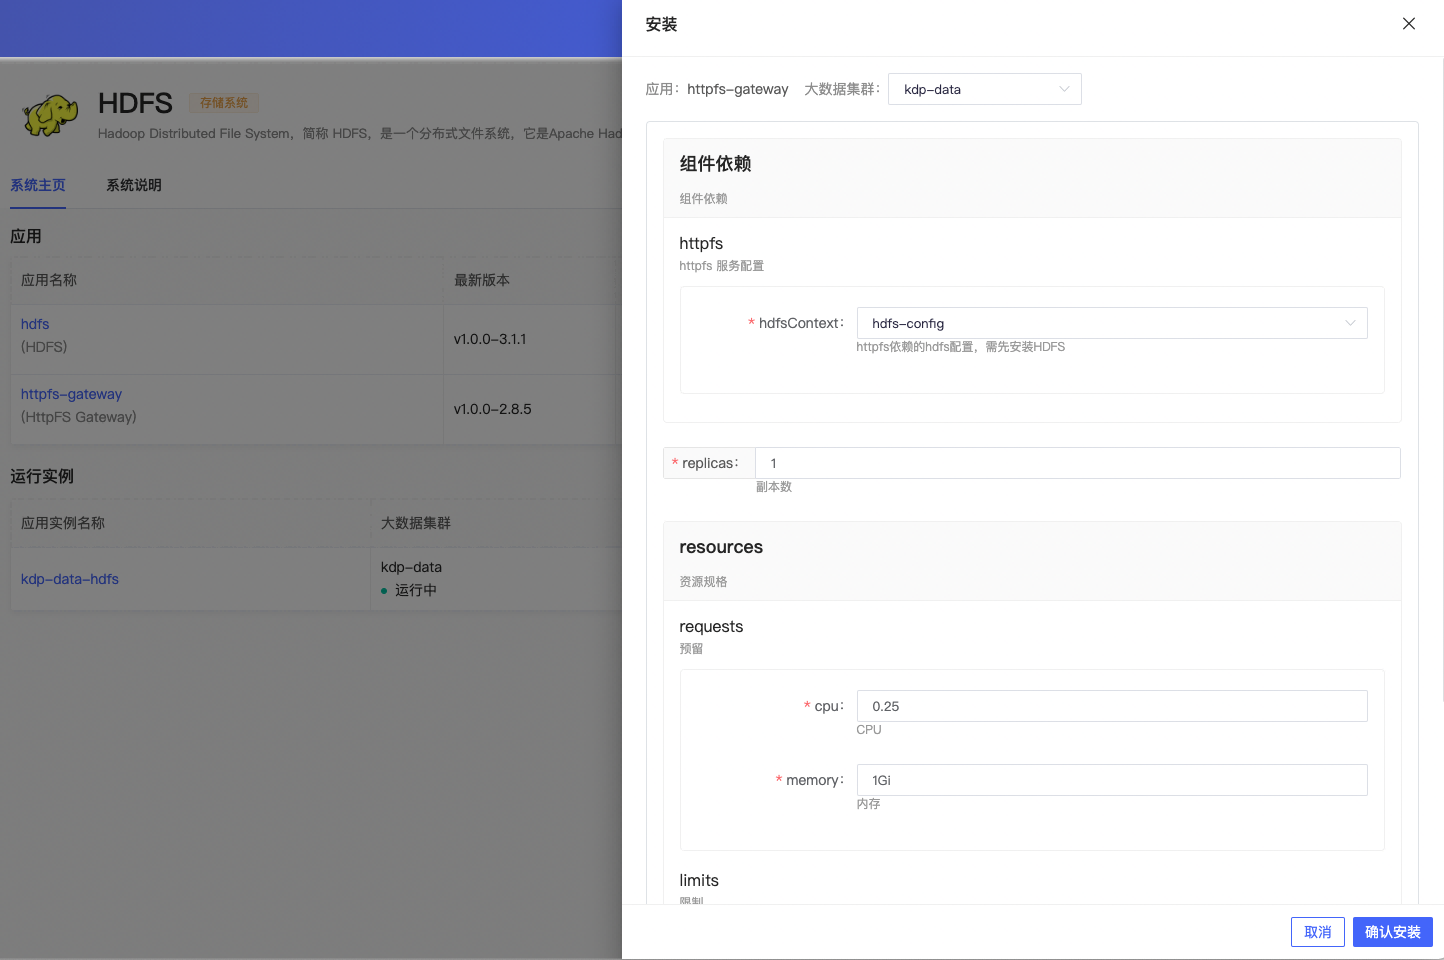 HDFS 存储系统
Hadoop Distributed File System，简称 HDFS，是一个分布式文件系统，它是Apache Had
系统主页 系统说明
应用
应用名称 最新版本
hdfs
(HDFS)
v1.0.0-3.1.1
httpfs-gateway
(HttpFS Gateway)
v1.0.0-2.8.5
运行实例
应用实例名称 大数据集群
kdp-data-hdfs
kdp-data
运行中
安装
应用： httpfs-gateway 大数据集群： kdp-data
组件依赖
组件依赖
httpfs
httpfs 服务配置
* hdfsContext： hdfs-config
httpfs依赖的hdfs配置，需先安装HDFS
* replicas： 1
副本数
resources
资源规格
requests
预留
* cpu： 0.25
CPU
* memory： 1Gi
内存
limits
限制
取消 确认安装